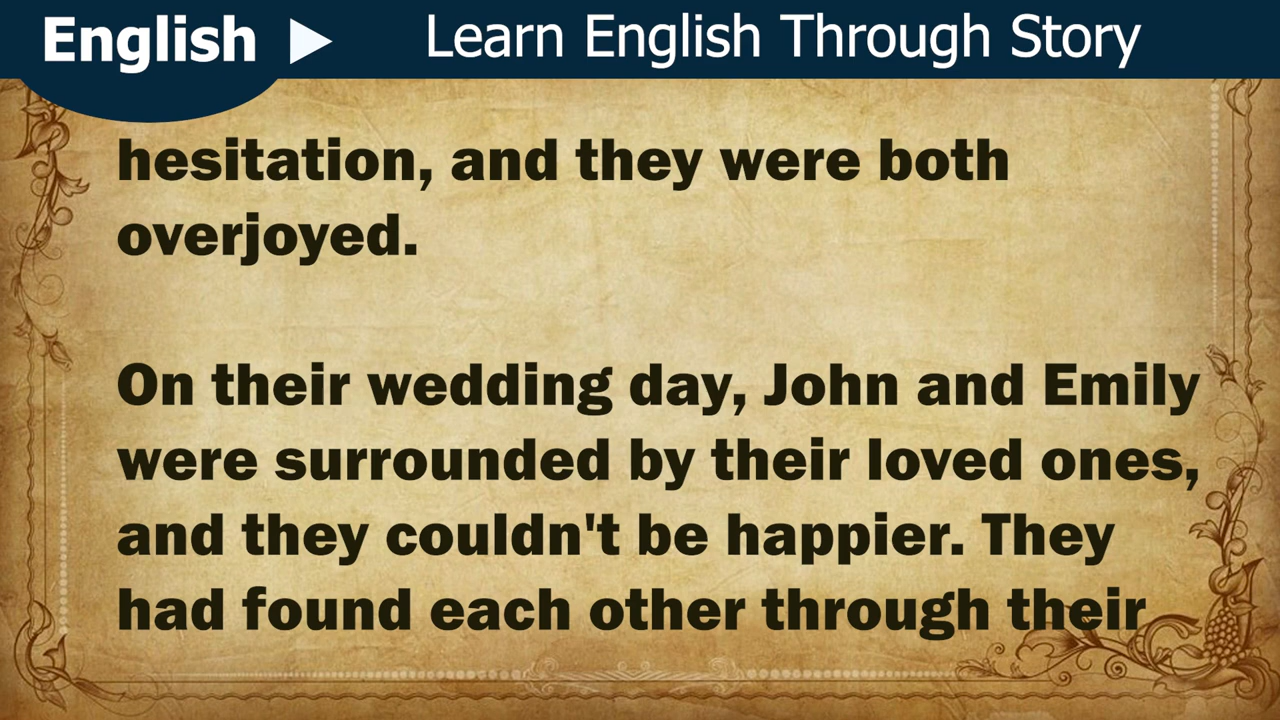 English
Learn English Through Story
hesitation, and they were both
overjoyed.
On their wedding day, John and Emily
were surrounded by their loved ones,
and they couldn't be happier. They
had found each other through their